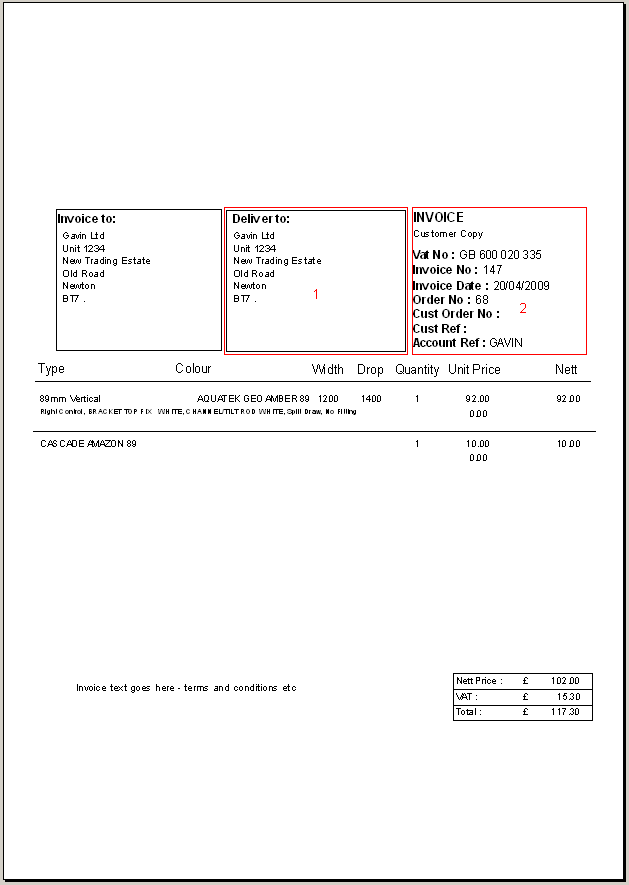 Invoice to:
Gavin Ltd
Unit 1234
New Trading Estate
Old Road
Newton
BT7 .
Deliver to:
Gavin Ltd
Unit 1234
New Trading Estate
Old Road
Newton
BT7 .
1
INVOICE
Customer Copy
Vat No : GB 600 020 335
Invoice No : 147
Invoice Date : 20/04/2009
Order No : 68
Cust Order No :
2
Cust Ref :
Account Ref : GAVIN
Type Colour Width Drop Quantity Unit Price Nett
89mm Vertical AQUATEK GEO AMBER 89 1200 1400 1 92.00 92.00
Right Control, BRACKET TOP FIX WHITE, CHANNEL/TILT ROD WHITE, Split Draw, No Filling
0.00
CASCADE AMAZON 89 1 10.00 10.00
0.00
Invoice text goes here - terms and conditions etc
Nett Price : £ 102.00
VAT : £ 15.30
Total : £ 117.30